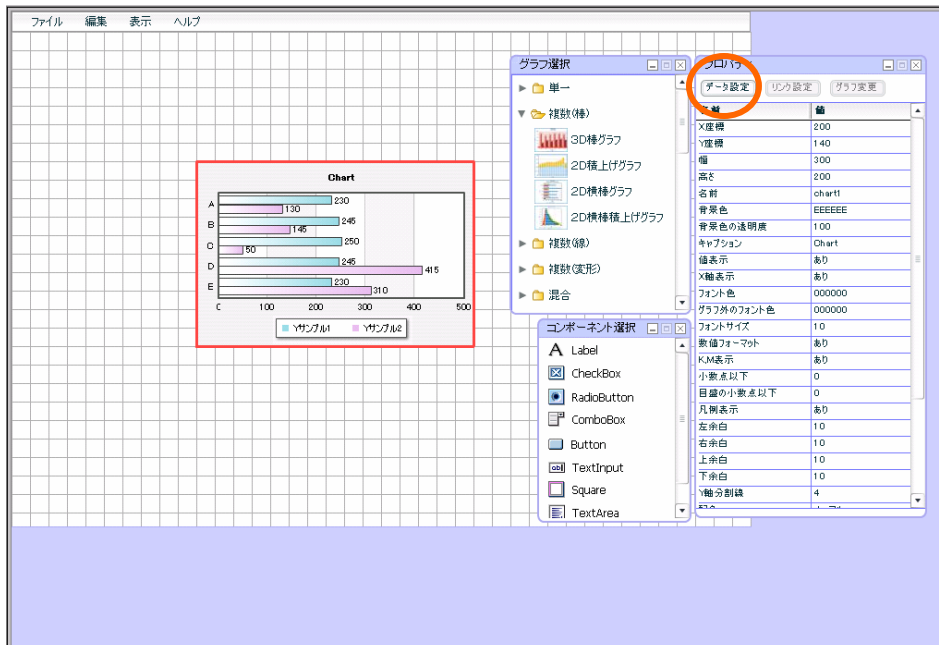 ファイル 編集 表示 ヘルプ
グラフ選択
単一
複数(棒)
3D棒グラフ
2D積上げグラフ
2D横棒グラフ
2D横棒積上げグラフ
複数(線)
複数(変形)
混合
Chart
A 230
130
B 245
145
C 250
50
D 245
415
E 230
310
0 100 200 300 400 500
Yサンプル1 Yサンプル2
コンポーネント選択
Label
CheckBox
RadioButton
ComboBox
Button
TextInput
Square
TextArea
プロパティ
データ設定 リンク設定 グラフ変更
名前 値
X座標 200
Y座標 140
幅 300
高さ 200
名前 chart1
背景色 EEEEEE
背景色の透明度 100
キャプション Chart
値表示 あり
X軸表示 あり
フォント色 000000
グラフ外のフォント色 000000
フォントサイズ 10
数値フォーマット あり
K,M表示 あり
小数点以下 0
目盛の小数点以下 0
凡例表示 あり
左余白 10
右余白 10
上余白 10
下余白 10
Y軸分割線 4